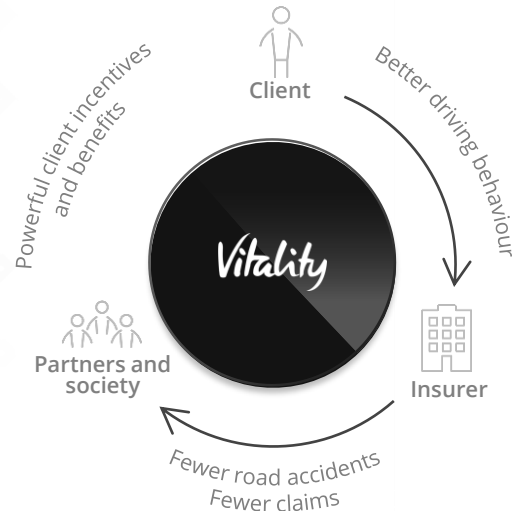 Client
Better driving behaviour
Powerful client incentives
and benefits
Vitality
Partners and
society
Insurer
Fewer road accidents
Fewer claims